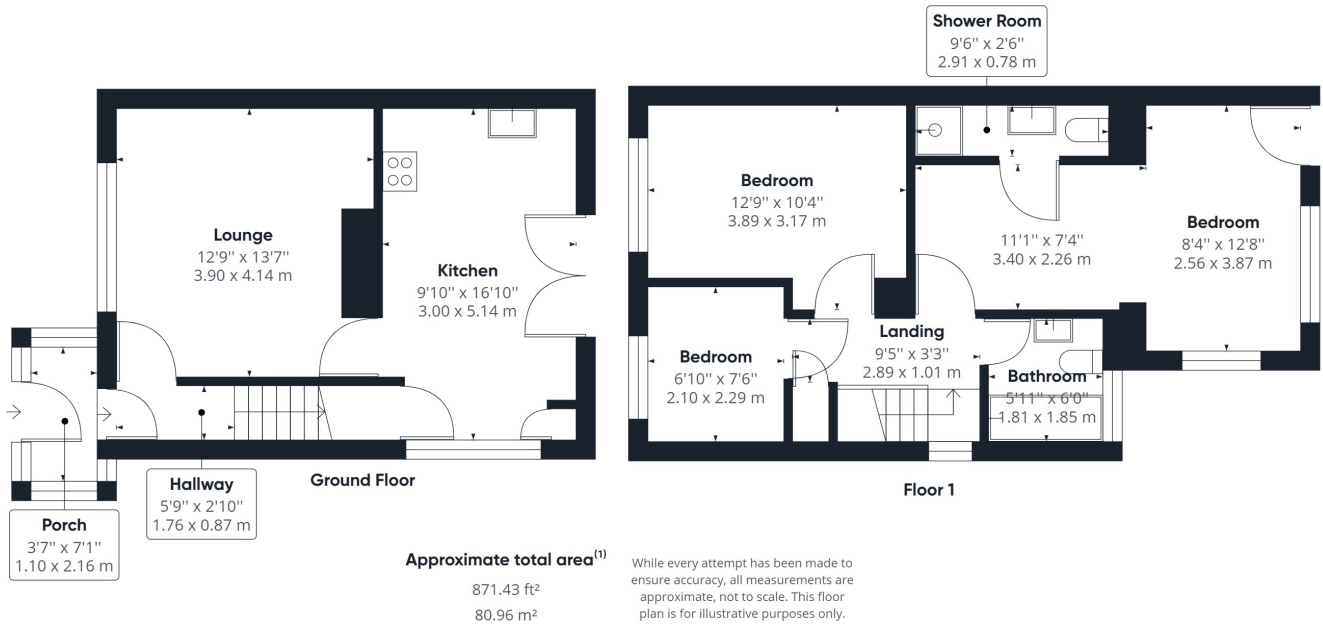 Shower Room
9'6'' x 2'6''
2.91 x 0.78 m
Lounge
12'9'' x 13'7''
3.90 x 4.14 m
Kitchen
9'10'' x 16'10''
3.00 x 5.14 m
Hallway
5'9'' x 2'10''
1.76 x 0.87 m
Porch
3'7'' x 7'1''
1.10 x 2.16 m
Ground Floor
Bedroom
12'9'' x 10'4''
3.89 x 3.17 m
11'1'' x 7'4''
3.40 x 2.26 m
Bedroom
8'4'' x 12'8''
2.56 x 3.87 m
Bedroom
6'10'' x 7'6''
2.10 x 2.29 m
Landing
9'5'' x 3'3''
2.89 x 1.01 m
Bathroom
5'11'' x 6'0''
1.81 x 1.85 m
Floor 1
Approximate total area(1)
871.43 ft²
80.96 m²
While every attempt has been made to
ensure accuracy, all measurements are
approximate, not to scale. This floor
plan is for illustrative purposes only.